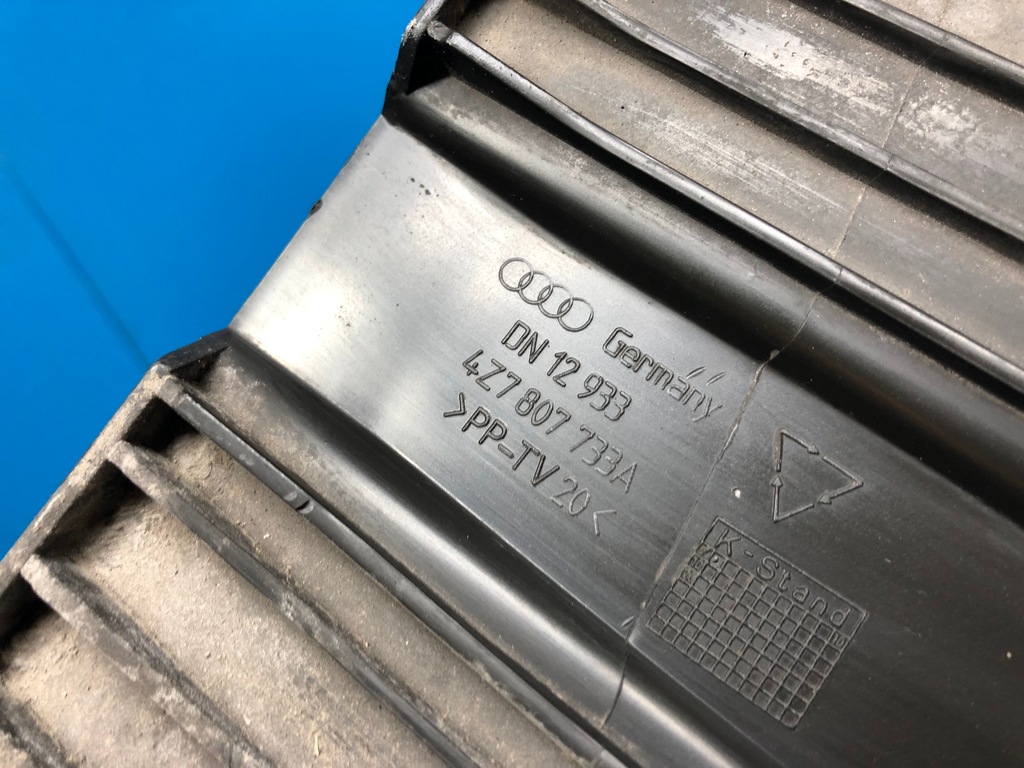 Germany
DN 12 933
4Z7 807 733A
>PP-TV 20<
K-Stand